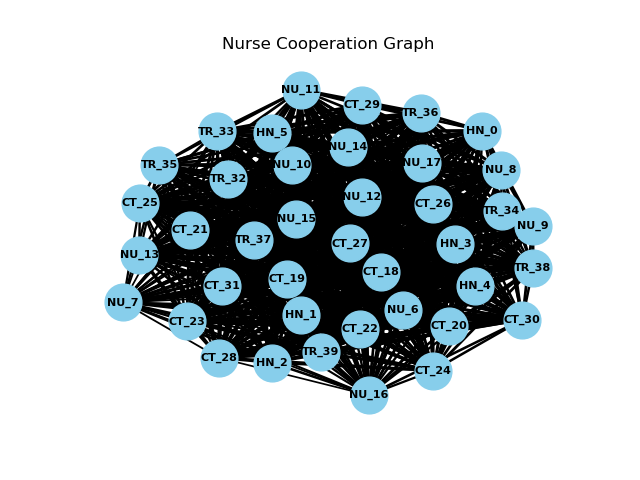 Nurse Cooperation Graph
NU_11
CT_29
TR_36
TR_33
HN_5
HN_0
NU_14
TR_35
NU_10
NU_17
NU_8
TR_32
CT_25
NU_12
CT_26
TR_34
NU_15
NU_9
CT_21
TR_37
CT_27
HN_3
NU_13
CT_18
TR_38
CT_31
CT_19
HN_4
NU_7
HN_1
NU_6
CT_23
CT_22
CT_20
CT_30
CT_28
HN_2
TR_39
CT_24
NU_16